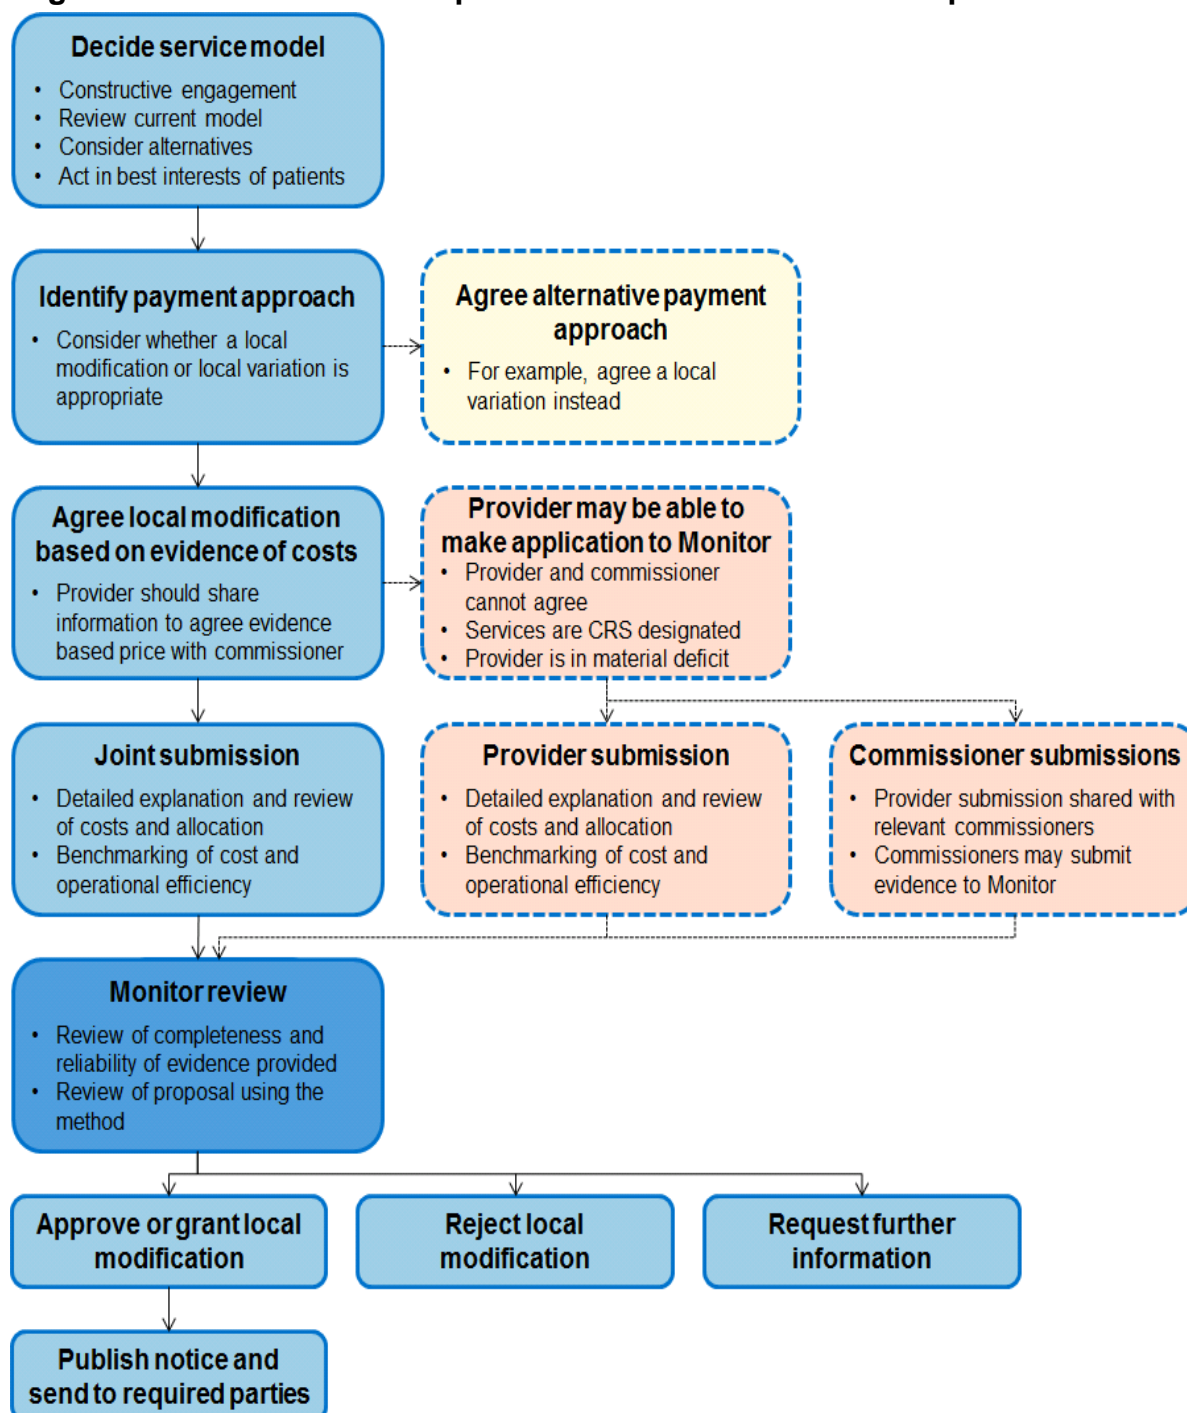 Decide service model
• Constructive engagement
• Review current model
• Consider alternatives
• Act in best interests of patients
Identify payment approach
• Consider whether a local
modification or local variation is
appropriate
Agree alternative payment
approach
• For example, agree a local
variation instead
Agree local modification
based on evidence of costs
• Provider should share
information to agree evidence
based price with commissioner
Provider may be able to
make application to Monitor
• Provider and commissioner
cannot agree
• Services are CRS designated
• Provider is in material deficit
Joint submission
• Detailed explanation and review
of costs and allocation
• Benchmarking of cost and
operational efficiency
Provider submission
• Detailed explanation and review
of costs and allocation
• Benchmarking of cost and
operational efficiency
Commissioner submissions
• Provider submission shared with
relevant commissioners
• Commissioners may submit
evidence to Monitor
Monitor review
• Review of completeness and
reliability of evidence provided
• Review of proposal using the
method
Approve or grant local
modification
Reject local
modification
Request further
information
Publish notice and
send to required parties